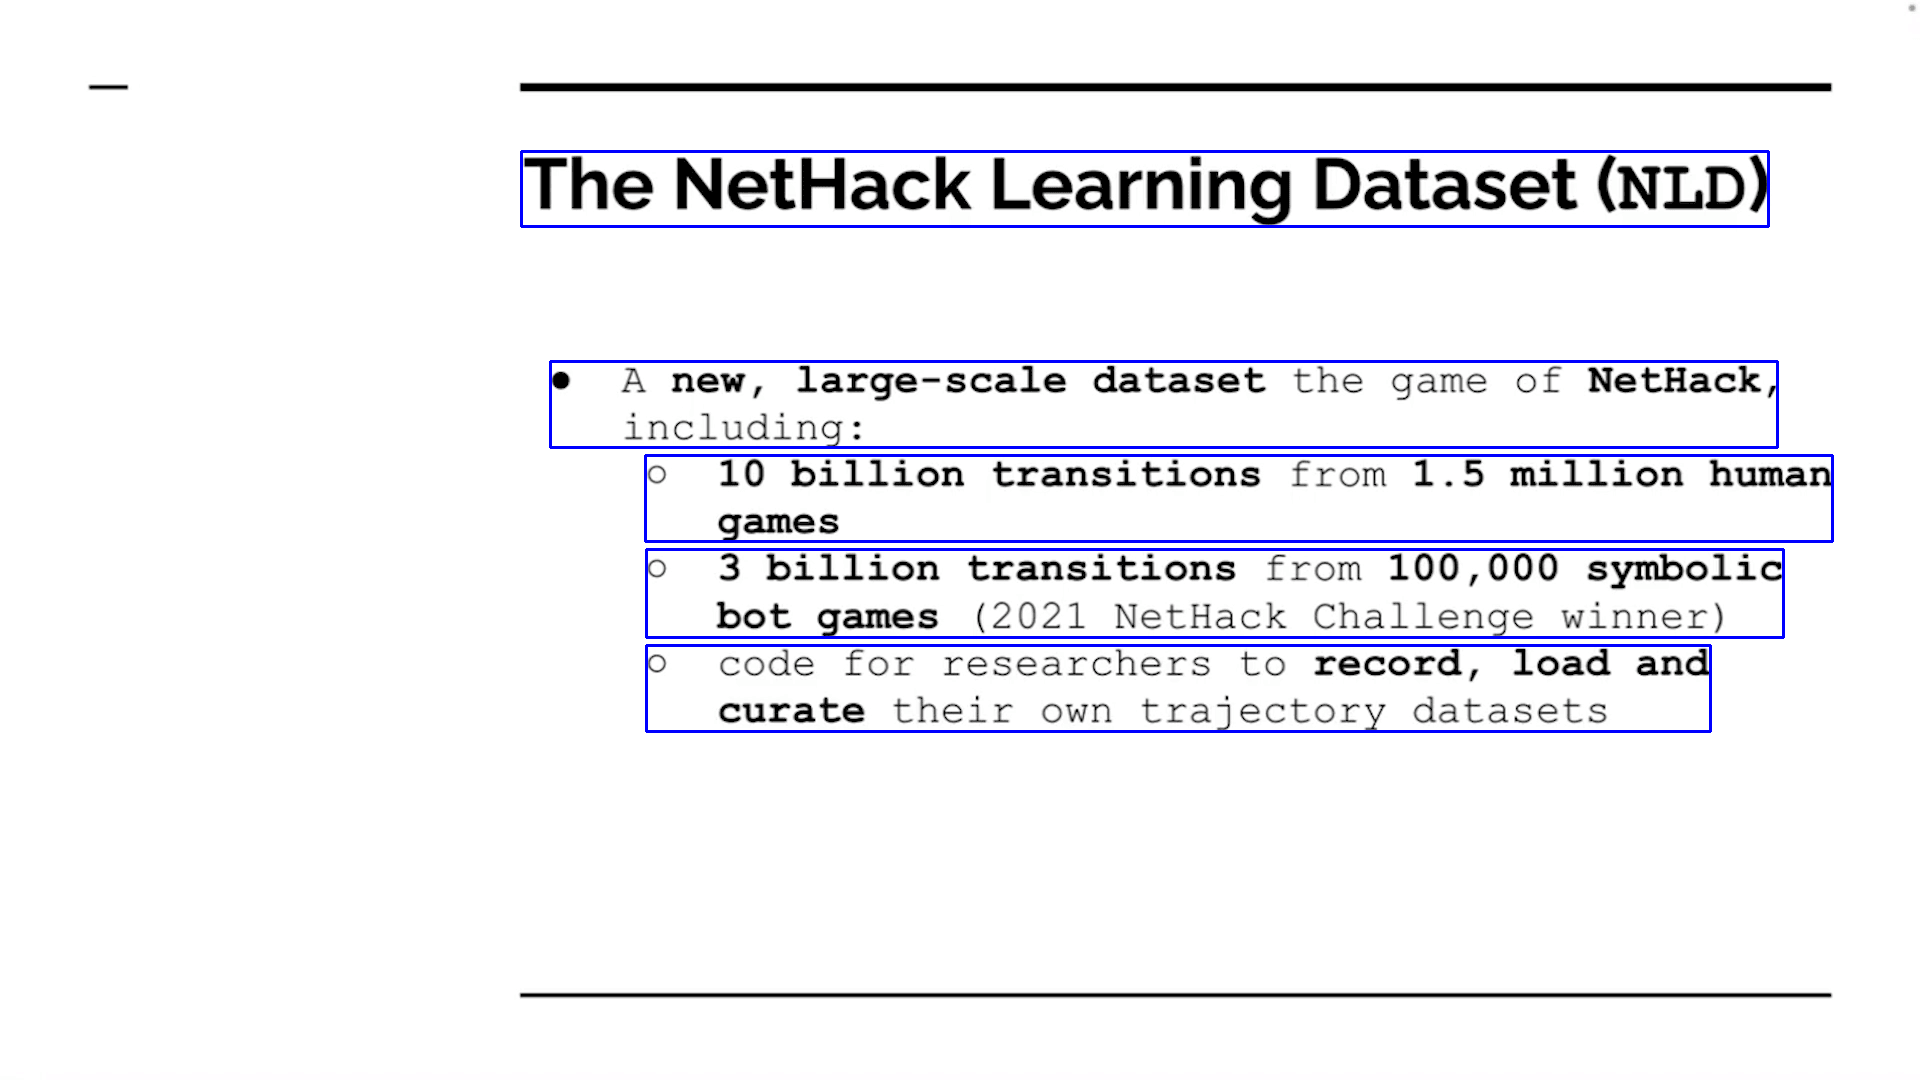 The NetHack Learning Dataset (NLD)
● A new, large-scale dataset the game of NetHack,
including:
○ 10 billion transitions from 1.5 million human
games
○ 3 billion transitions from 100,000 symbolic
bot games (2021 NetHack Challenge winner)
○ code for researchers to record, load and
curate their own trajectory datasets